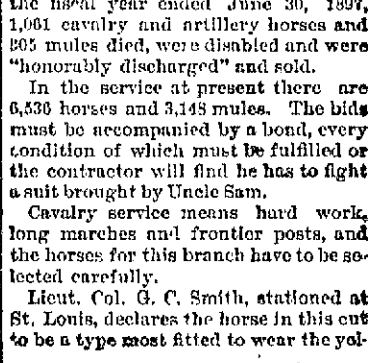 the fiscal year ended June 30, 1897,
1,061 cavalry and artillery horses and
805 mules died, were disabled and were
"honorably discharged" and sold.
In the service at present there are
6,536 horses and 3,148 mules. The bids
must be accompanied by a bond, every
condition of which must be fulfilled or
the contractor will find he has to fight
a suit brought by Uncle Sam.
Cavalry service means hard work,
long marches and frontier posts, and
the horses for this branch have to be se-
lected carefully.
Lieut. Col. G. C. Smith, stationed at
St. Louis, declares the horse in this cut
to be a type most fitted to wear the yel-